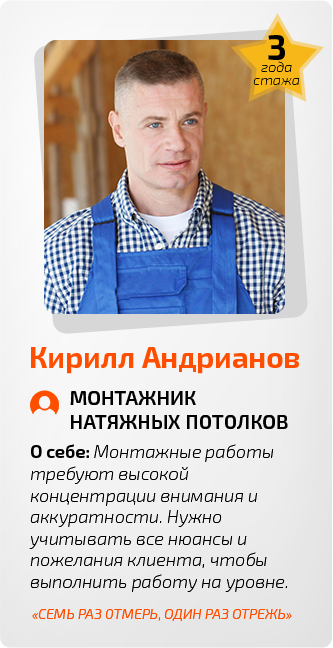 3
года
стажа
Кирилл Андрианов
МОНТАЖНИК
НАТЯЖНЫХ ПОТОЛКОВ
О себе: Монтажные работы
требуют высокой
концентрации внимания и
аккуратности. Нужно
учитывать все нюансы и
пожелания клиента, чтобы
выполнить работу на уровне.
«СЕМЬ РАЗ ОТМЕРЬ, ОДИН РАЗ ОТРЕЖЬ»